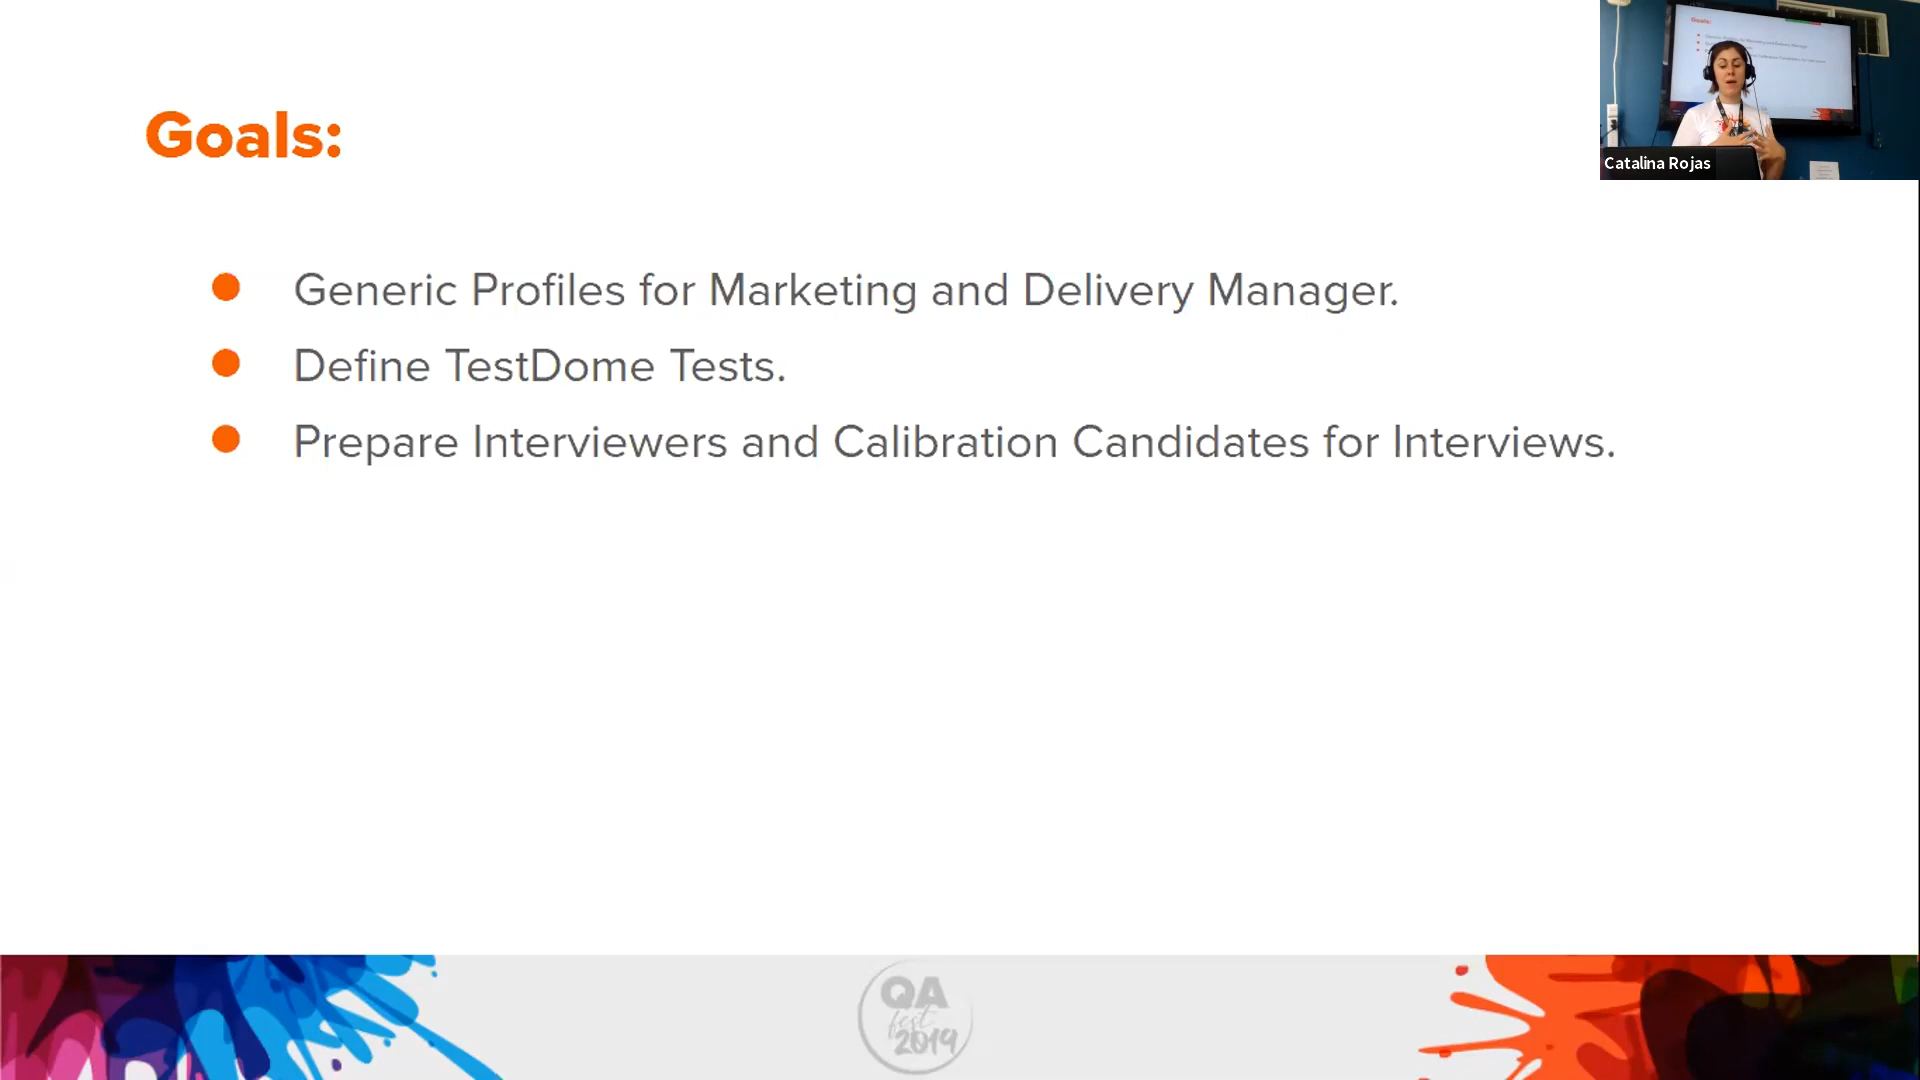 Goals:
Catalina Rojas
Generic Profiles for Marketing and Delivery Manager.
Define TestDome Tests.
Prepare Interviewers and Calibration Candidates for Interviews.
QA
fest
2019